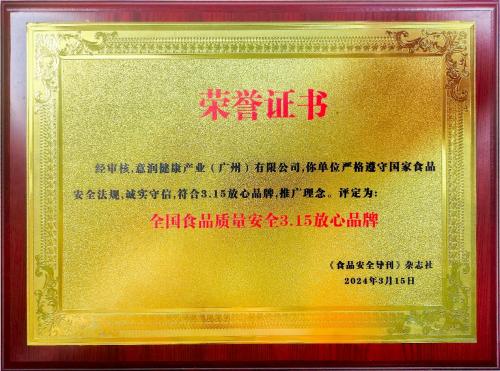 荣誉证书
经审核,意润健康产业（广州）有限公司,你单位严格遵守国家食品
安全法规,诚实守信,符合3.15放心品牌,推广理念。评定为:
全国食品质量安全3.15放心品牌
《食品安全导刊》杂志社
2024年3月15日